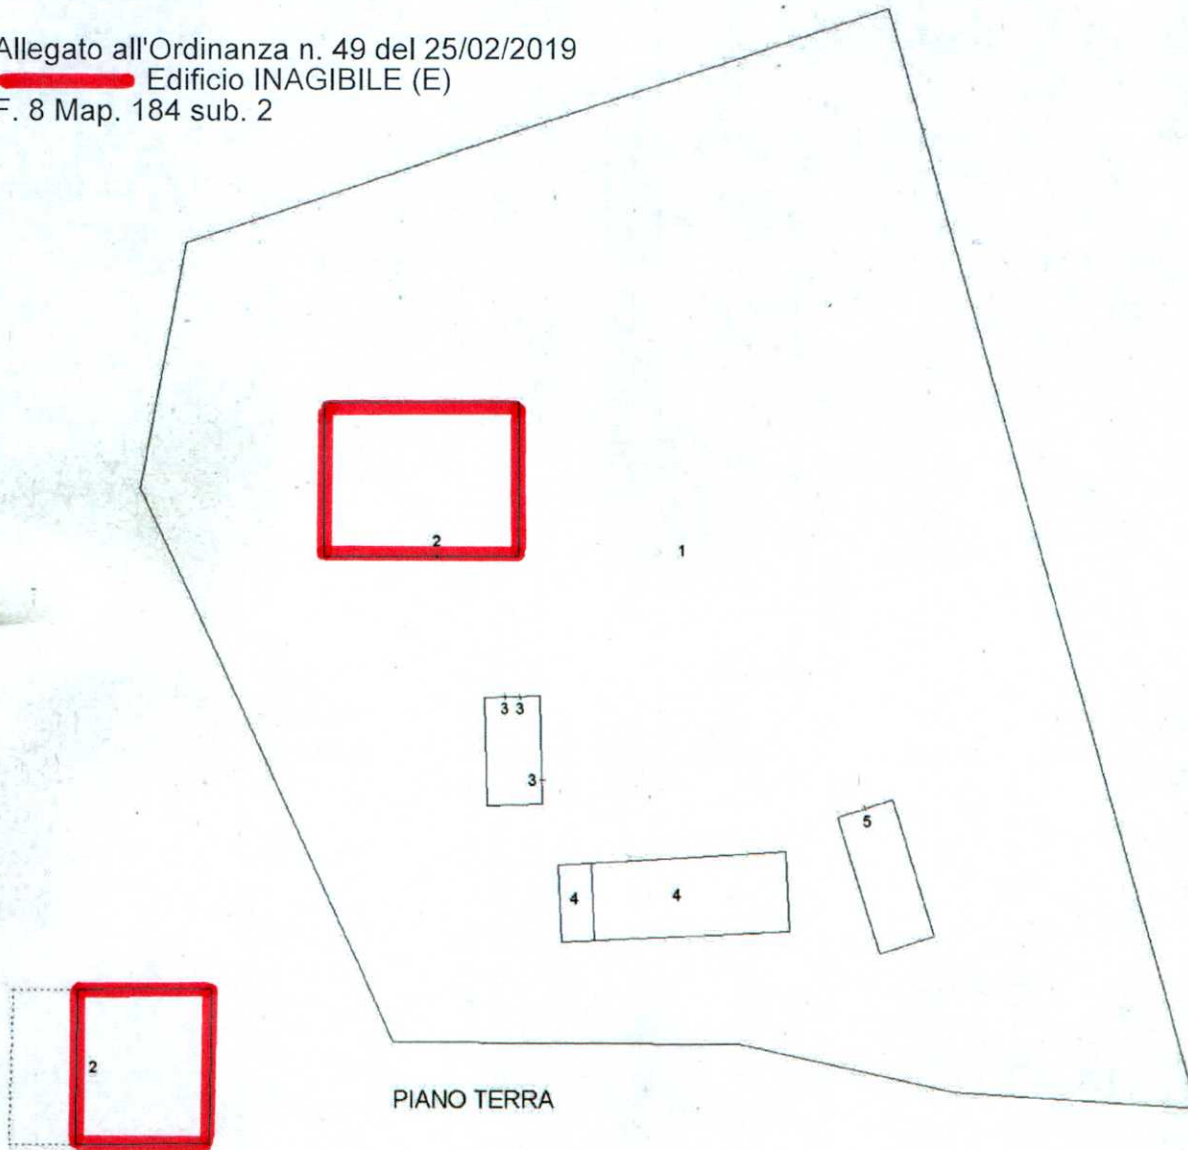 Allegato all'Ordinanza n. 49 del 25/02/2019
Edificio INAGIBILE (E)
F. 8 Map. 184 sub. 2
2
1
3 3
3
5
4 4
2
PIANO TERRA